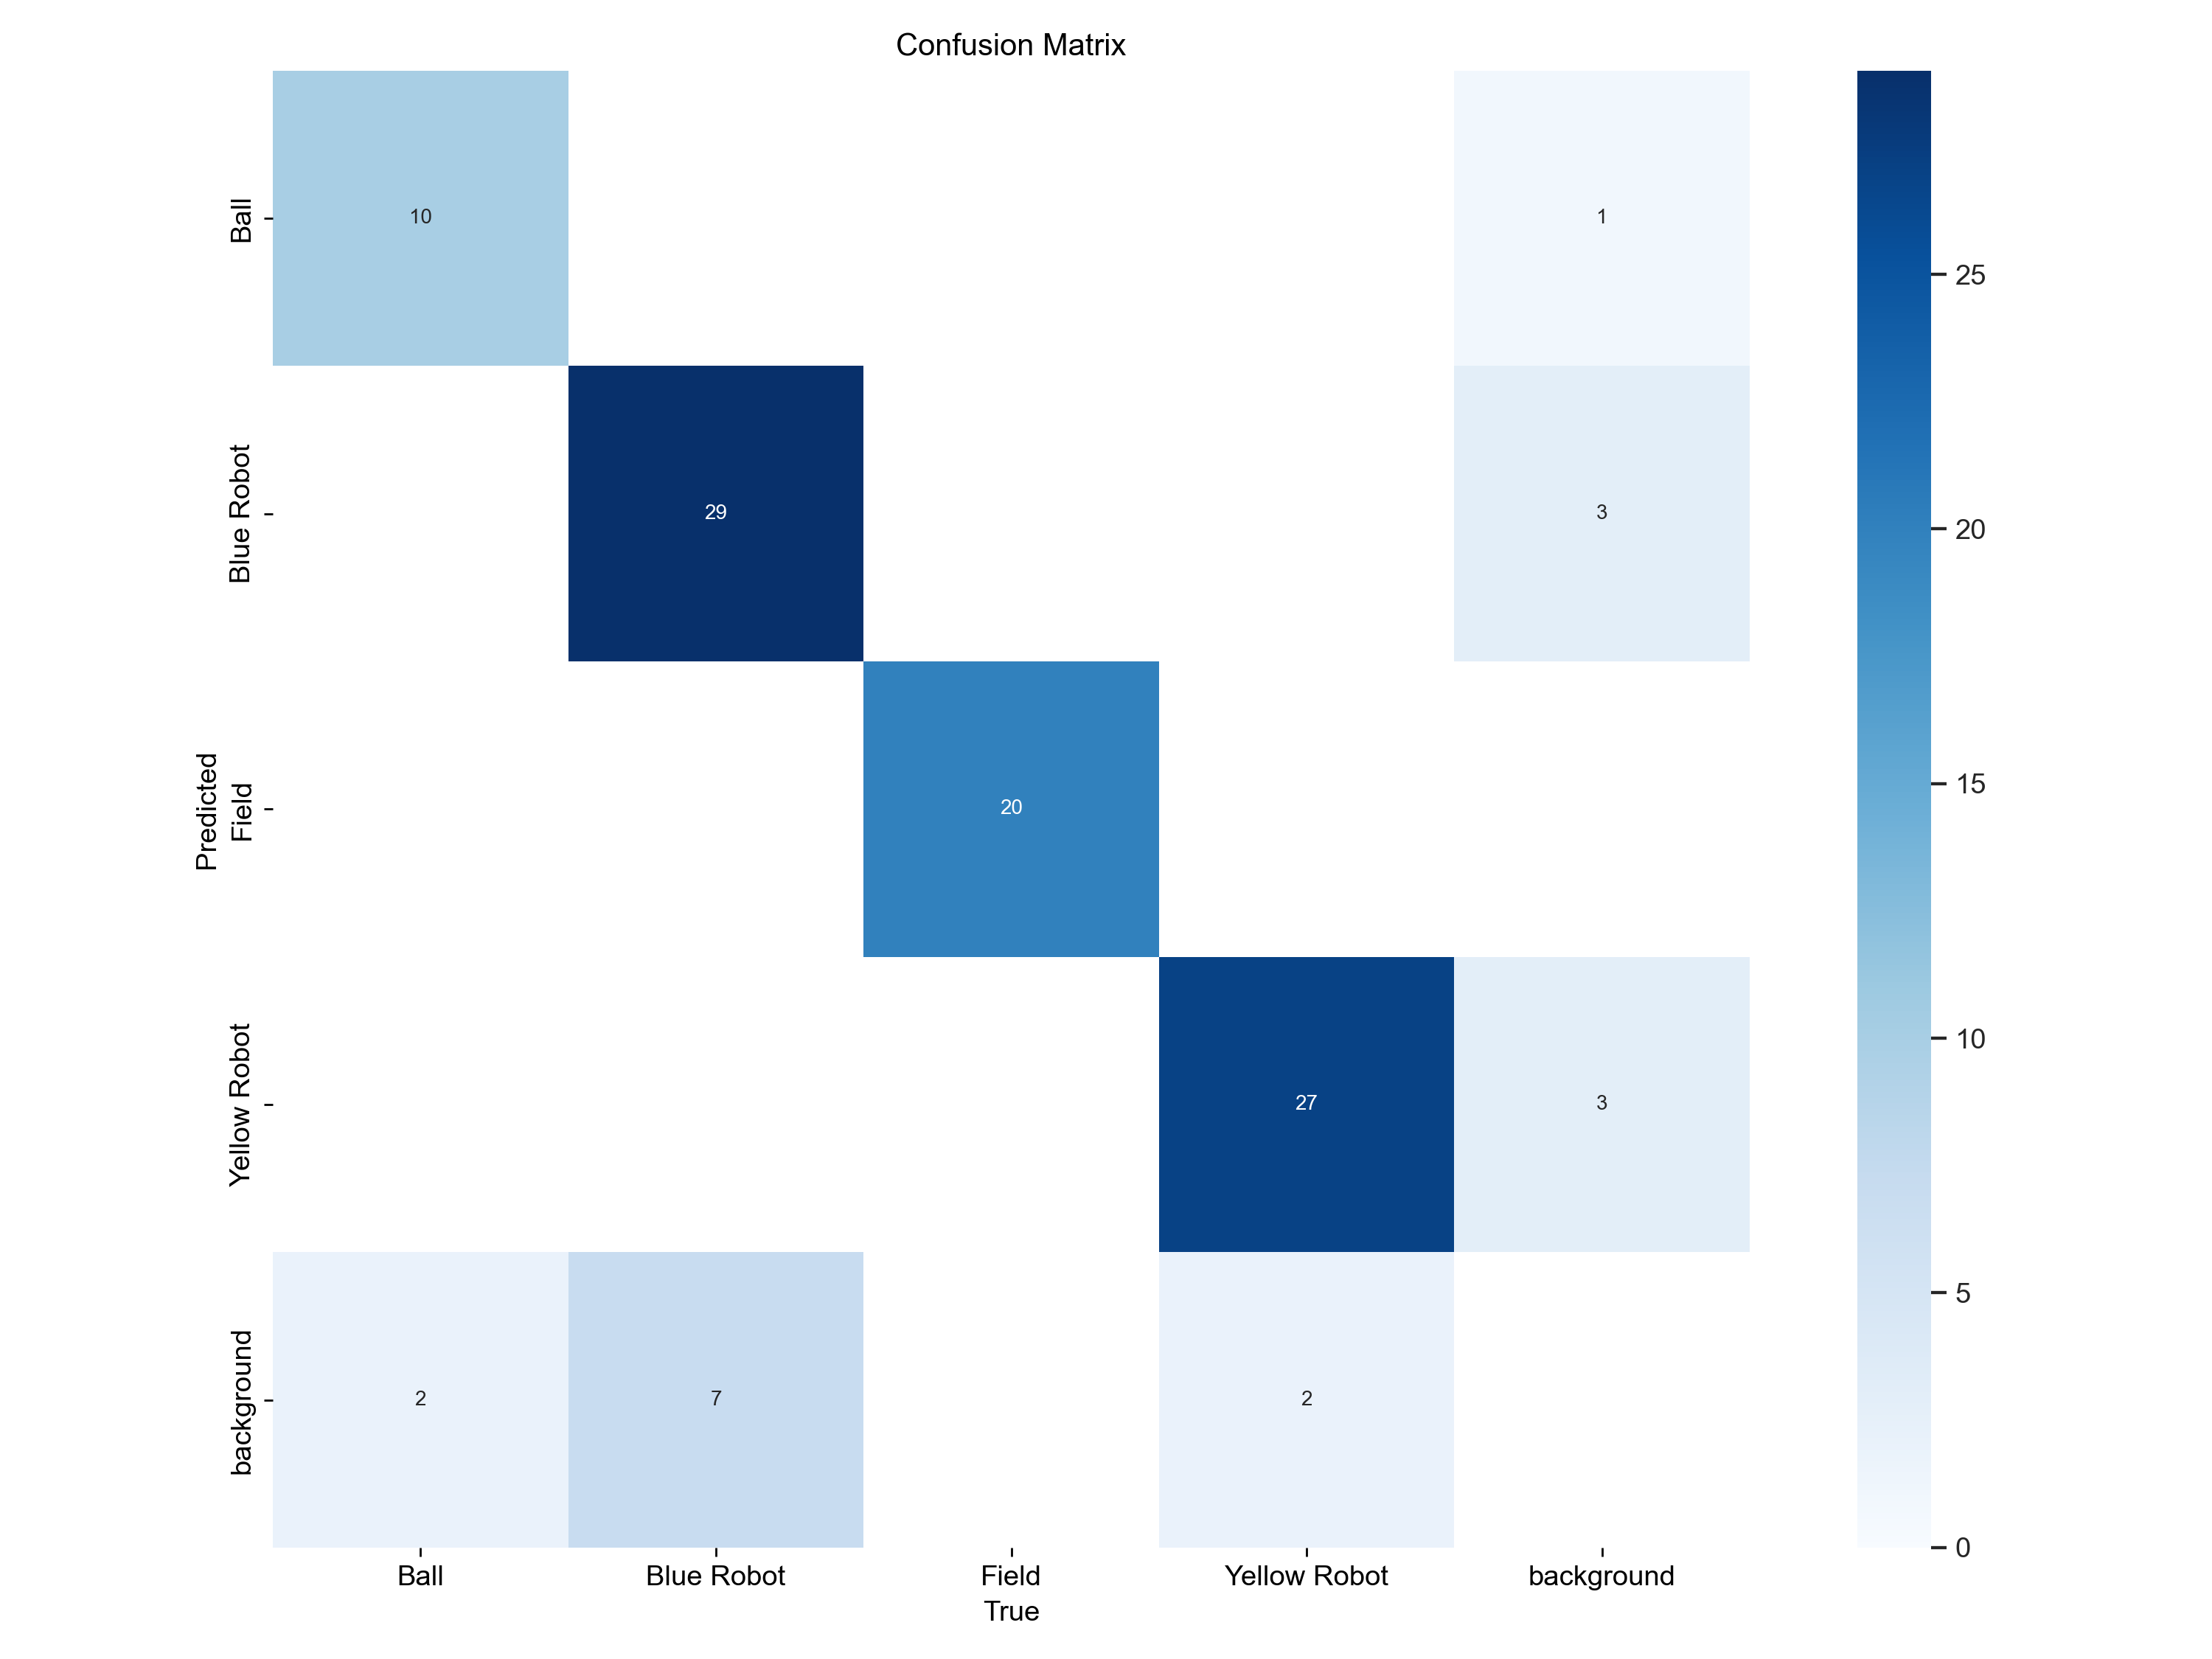 Confusion Matrix
Ball
10
1
25
Blue Robot
29
3
20
Predicted
Field
20
15
10
Yellow Robot
27
3
5
background
2
7
2
0
Ball
Blue Robot
Field
Yellow Robot
background
True